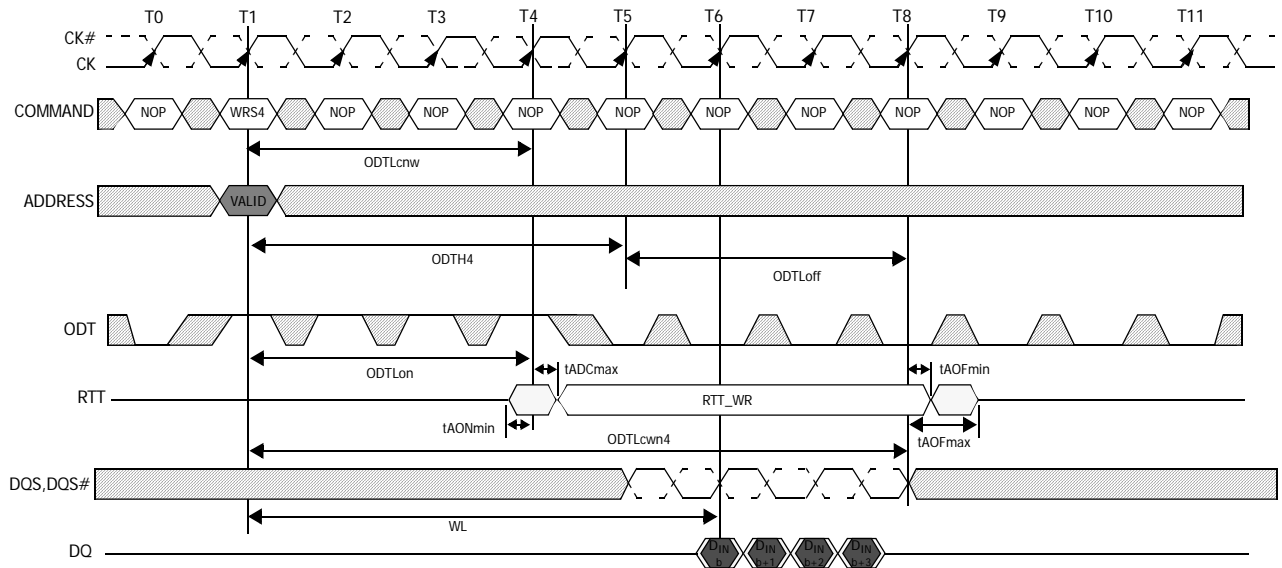 T0 T1 T2 T3 T4 T5 T6 T7 T8 T9 T10 T11
CK#
CK
COMMAND NOP WRS4 NOP NOP NOP NOP NOP NOP NOP NOP NOP NOP
ODTLcnw
ADDRESS VALID
ODTH4
ODTLoff
ODT
ODTLon
tADCmax
tAOFmin
RTT
RTT_WR
tAONmin
ODTLcwn4
tAOFmax
DQS,DQS#
WL
DQ
DIN b
DIN b+1
DIN b+2
DIN b+3